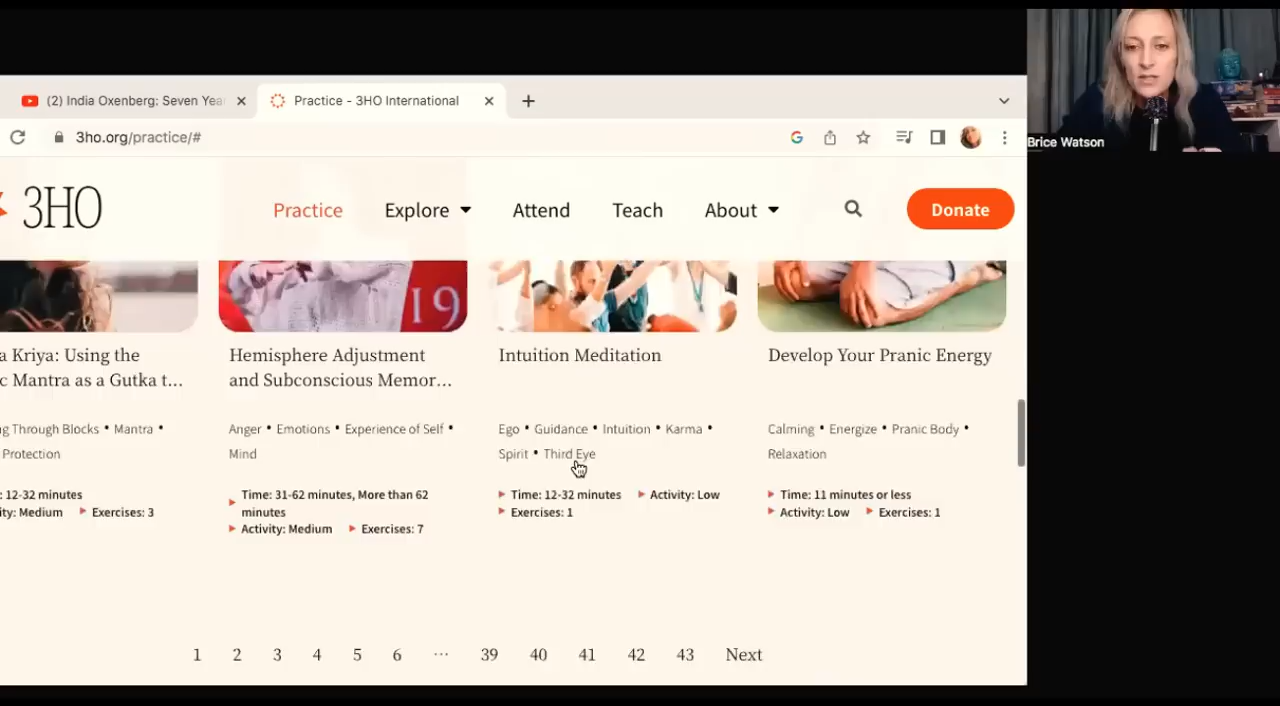 (2) India Oxenberg: Seven Yea
Practice - 3HO International
3ho.org/practice/#
Brice Watson
3HO
Practice
Explore
Attend
Teach
About
Donate
19
a Kriya: Using the
c Mantra as a Gutka t...
ng Through Blocks • Mantra •
Protection
: 12-32 minutes
ity: Medium
Exercises: 3
Hemisphere Adjustment
and Subconscious Memor...
Anger • Emotions • Experience of Self •
Mind
Time: 31-62 minutes, More than 62
minutes
Activity: Medium
Exercises: 7
Intuition Meditation
Ego • Guidance • Intuition • Karma •
Spirit • Third Eye
Time: 12-32 minutes
Activity: Low
Exercises: 1
Develop Your Pranic Energy
Calming • Energize • Pranic Body •
Relaxation
Time: 11 minutes or less
Activity: Low
Exercises: 1
1 2 3 4 5 6 ... 39 40 41 42 43 Next